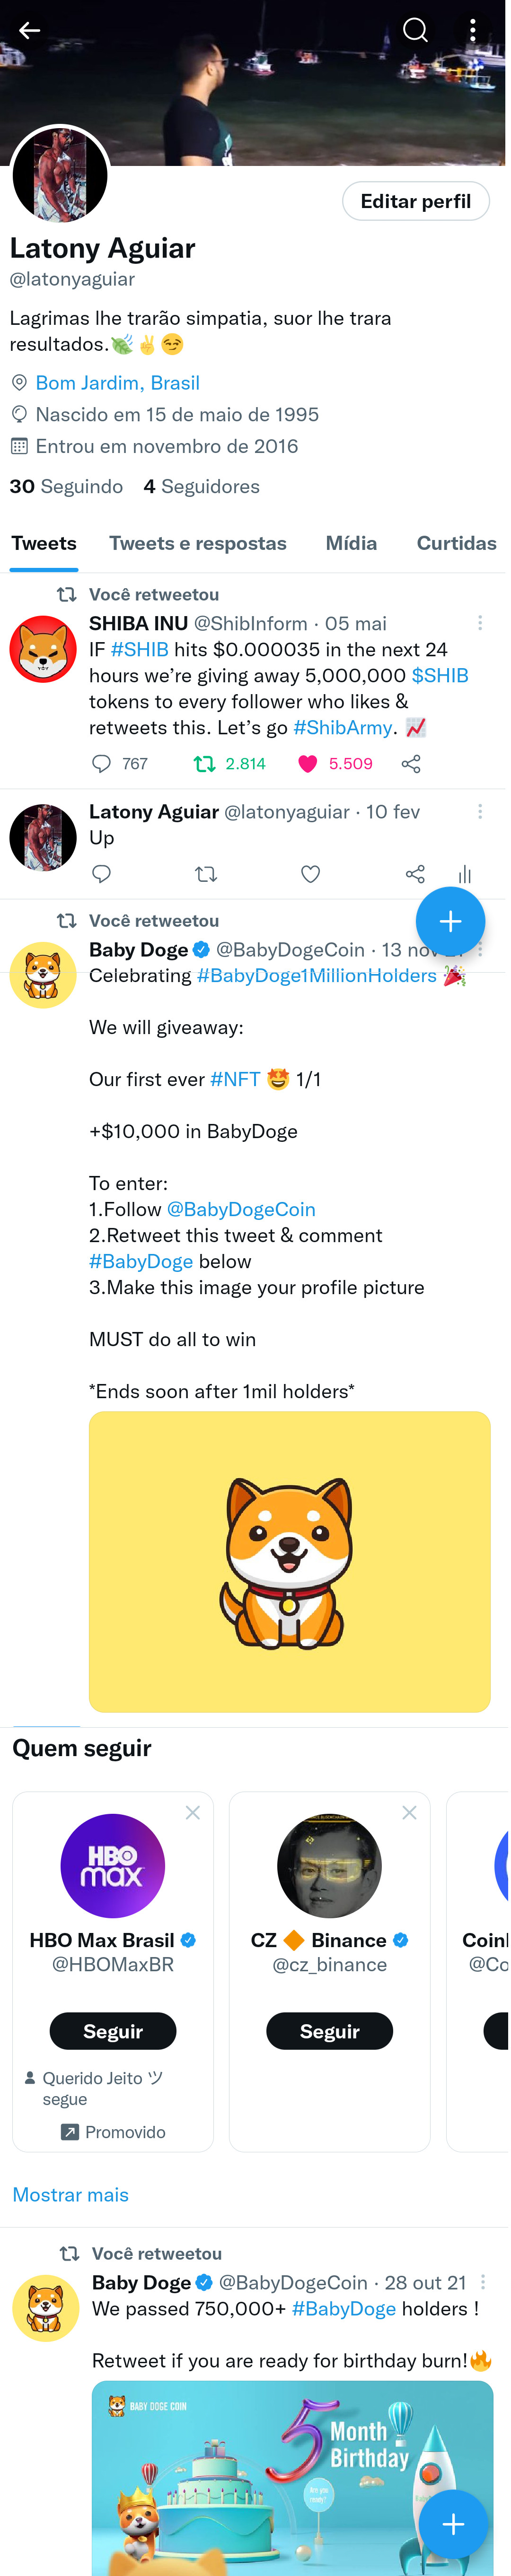 Editar perfil
Latony Aguiar
@latonyaguiar
Lagrimas lhe trarão simpatia, suor lhe trara
resultados.🍃✌️😏
Bom Jardim, Brasil
Nascido em 15 de maio de 1995
Entrou em novembro de 2016
30 Seguindo 4 Seguidores
Tweets Tweets e respostas Mídia Curtidas
Você retweetou
SHIBA INU @ShibInform · 05 mai
IF #SHIB hits $0.000035 in the next 24
hours we’re giving away 5,000,000 $SHIB
tokens to every follower who likes &
retweets this. Let’s go #ShibArmy. 📈
767 2.814 5.509
Latony Aguiar @latonyaguiar · 10 fev
Up
Você retweetou
Baby Doge @BabyDogeCoin · 13
Celebrating #BabyDoge1MillionHolders 🎉
We will giveaway:
Our first ever #NFT 🤩 1/1
+$10,000 in BabyDoge
To enter:
1.Follow @BabyDogeCoin
2.Retweet this tweet & comment
#BabyDoge below
3.Make this image your profile picture
MUST do all to win
*Ends soon after 1mil holders*
Quem seguir
HBO
max
HBO Max Brasil
@HBOMaxBR
Seguir
Querido Jeito ツ
segue
Promovido
CZ 🔶 Binance
@cz_binance
Seguir
Mostrar mais
Você retweetou
Baby Doge @BabyDogeCoin · 28 out 21
We passed 750,000+ #BabyDoge holders !
Retweet if you are ready for birthday burn!🔥
BABY DOGE COIN
5 Month
Birthday
Are you
ready?